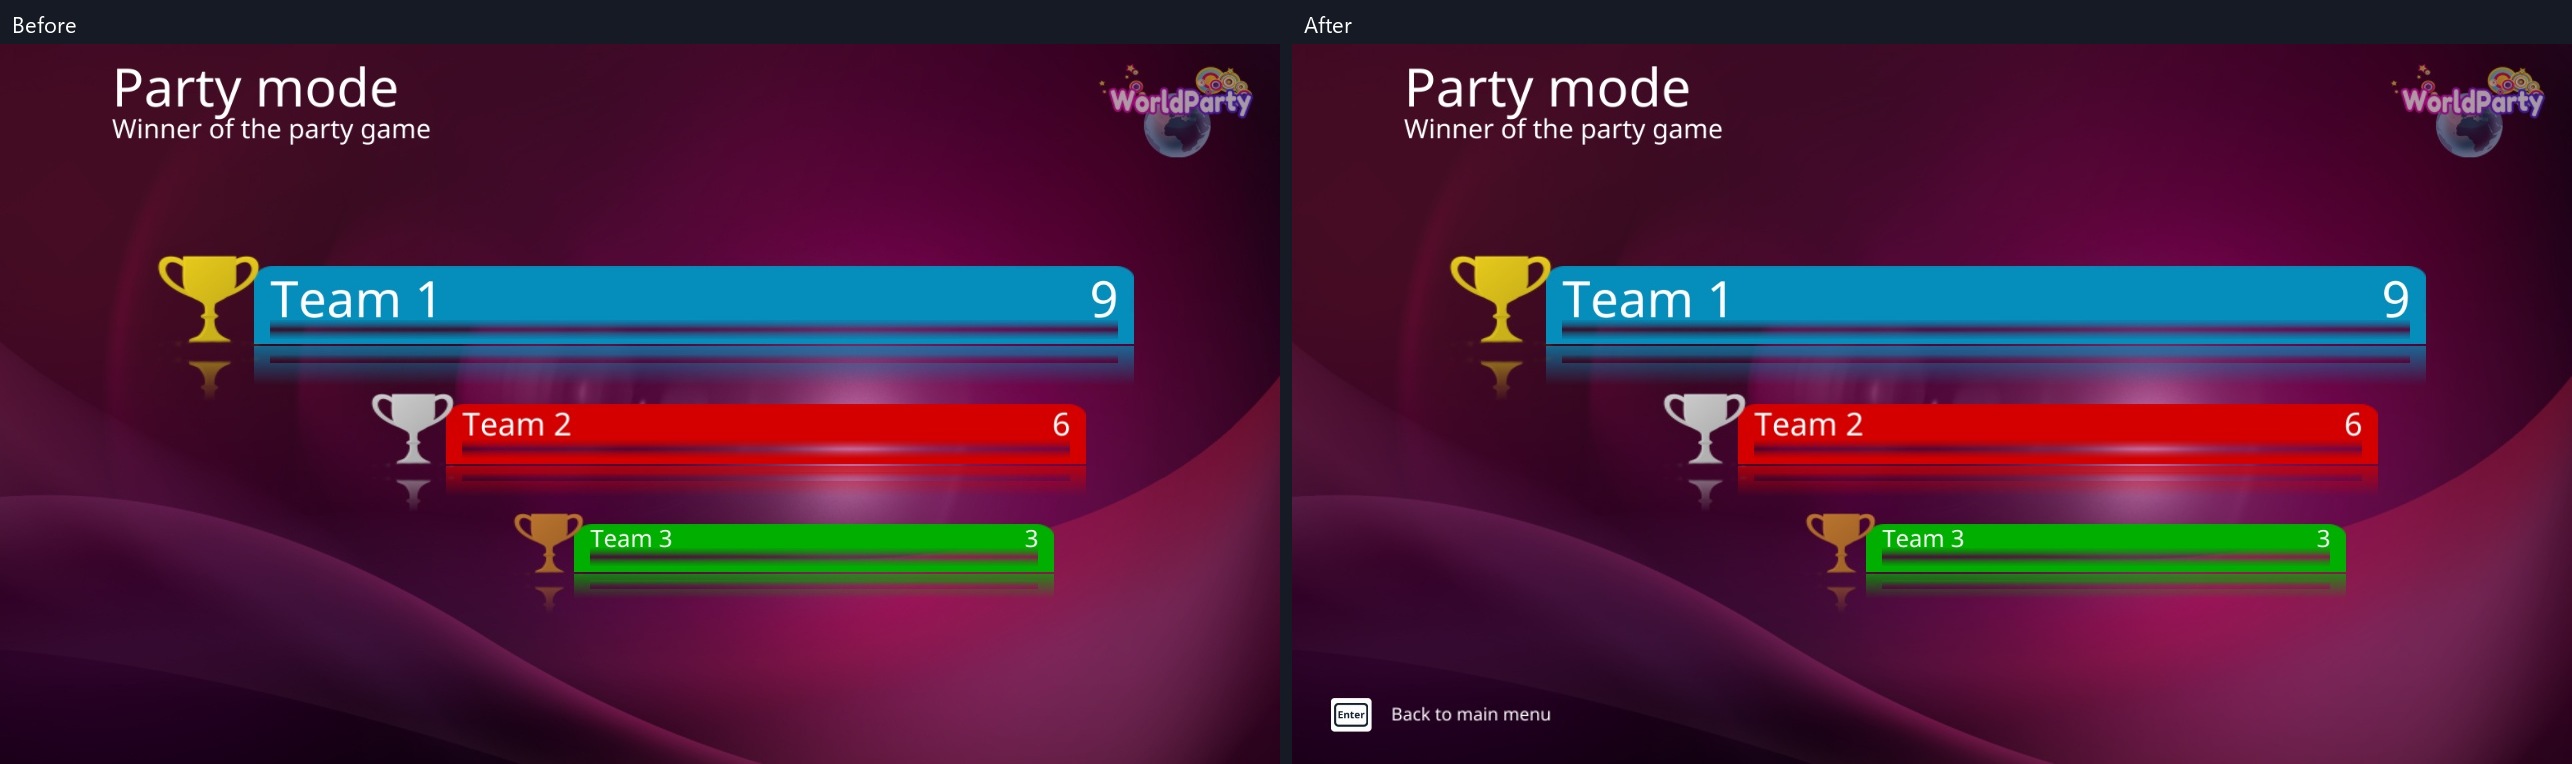 Before
Party mode
Winner of the party game
WorldParty
Team 1 9
Team 2 6
Team 3 3
After
Party mode
Winner of the party game
WorldParty
Team 1 9
Team 2 6
Team 3 3
Enter Back to main menu